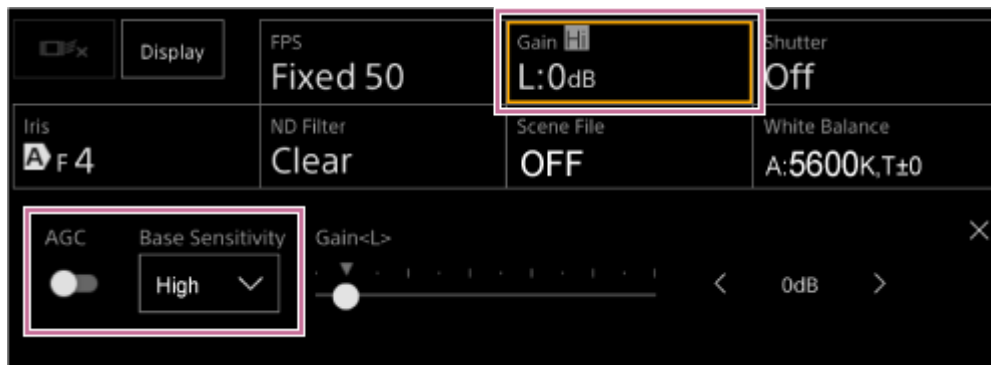 Display
FPS
Fixed 50
Gain Hi
L:0dB
Shutter
Off
Iris
A F4
ND Filter
Clear
Scene File
OFF
White Balance
A:5600K,T±0
AGC
Base Sensitivity
High
Gain<L>
0dB